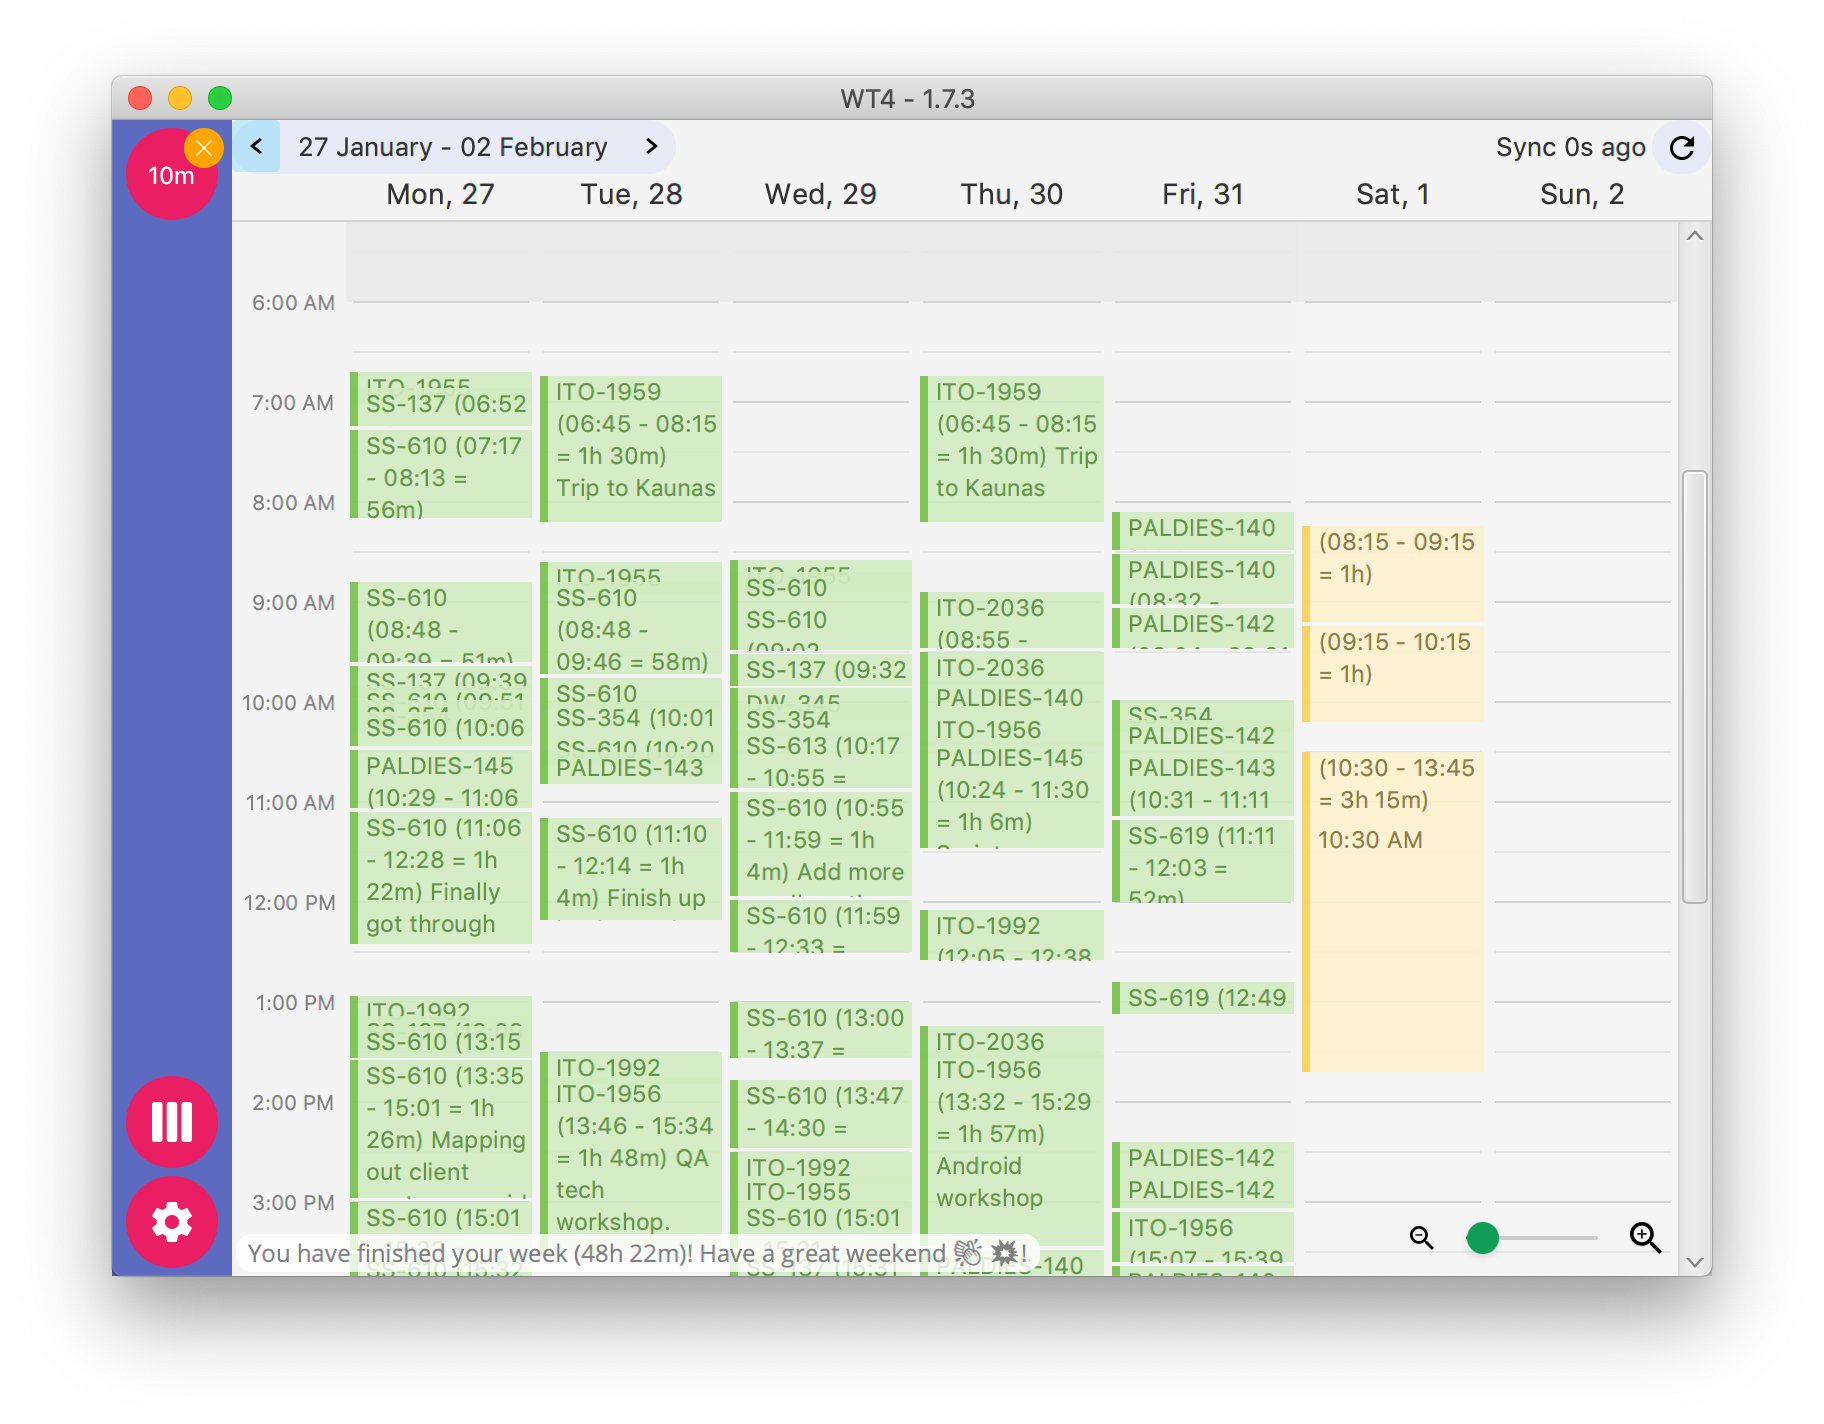 WT4 - 1.7.3
10m
27 January - 02 February
Sync 0s ago
Mon, 27
Tue, 28
Wed, 29
Thu, 30
Fri, 31
Sat, 1
Sun, 2
6:00 AM
7:00 AM
8:00 AM
9:00 AM
10:00 AM
11:00 AM
12:00 PM
1:00 PM
2:00 PM
3:00 PM
ITO-1955
SS-137 (06:52
SS-610 (07:17
- 08:13 =
56m)
SS-610
(08:48 -
09:39 = 51m)
SS-137 (09:39
SS-610 (09:51
SS-354
SS-610 (10:06
PALDIES-145
(10:29 - 11:06
SS-610 (11:06
- 12:28 = 1h
22m) Finally
got through
ITO-1992
SS-610 (13:15
SS-610 (13:35
- 15:01 = 1h
26m) Mapping
out client
SS-610 (15:01
ITO-1959
(06:45 - 08:15
= 1h 30m)
Trip to Kaunas
ITO-1955
SS-610
(08:48 -
09:46 = 58m)
SS-610
SS-354 (10:01
SS-610 (10:20
PALDIES-143
SS-610 (11:10
- 12:14 = 1h
4m) Finish up
ITO-1992
ITO-1956
(13:46 - 15:34
= 1h 48m) QA
tech
workshop.
ITO-1955
SS-610
SS-610
(09:02
SS-137 (09:32
DW-345
SS-354
SS-613 (10:17
- 10:55 =
SS-610 (10:55
- 11:59 = 1h
4m) Add more
SS-610 (11:59
- 12:33 =
SS-610 (13:00
- 13:37 =
SS-610 (13:47
- 14:30 =
ITO-1992
ITO-1955
SS-610 (15:01
ITO-1959
(06:45 - 08:15
= 1h 30m) Trip
to Kaunas
ITO-2036
(08:55 -
ITO-2036
PALDIES-140
ITO-1956
PALDIES-145
(10:24 - 11:30
= 1h 6m)
ITO-1992
(12:05 - 12:38
ITO-2036
ITO-1956
(13:32 - 15:29
= 1h 57m)
Android
workshop
PALDIES-140
PALDIES-140
PALDIES-140
(08:32 -
PALDIES-142
SS-354
PALDIES-142
PALDIES-143
(10:31 - 11:11
SS-619 (11:11
- 12:03 =
52m)
SS-619 (12:49
PALDIES-142
PALDIES-142
ITO-1956
(15:07 - 15:39
(08:15 - 09:15
= 1h)
(09:15 - 10:15
= 1h)
(10:30 - 13:45
= 3h 15m)
10:30 AM
You have finished your week (48h 22m)! Have a great weekend 👏 💥!